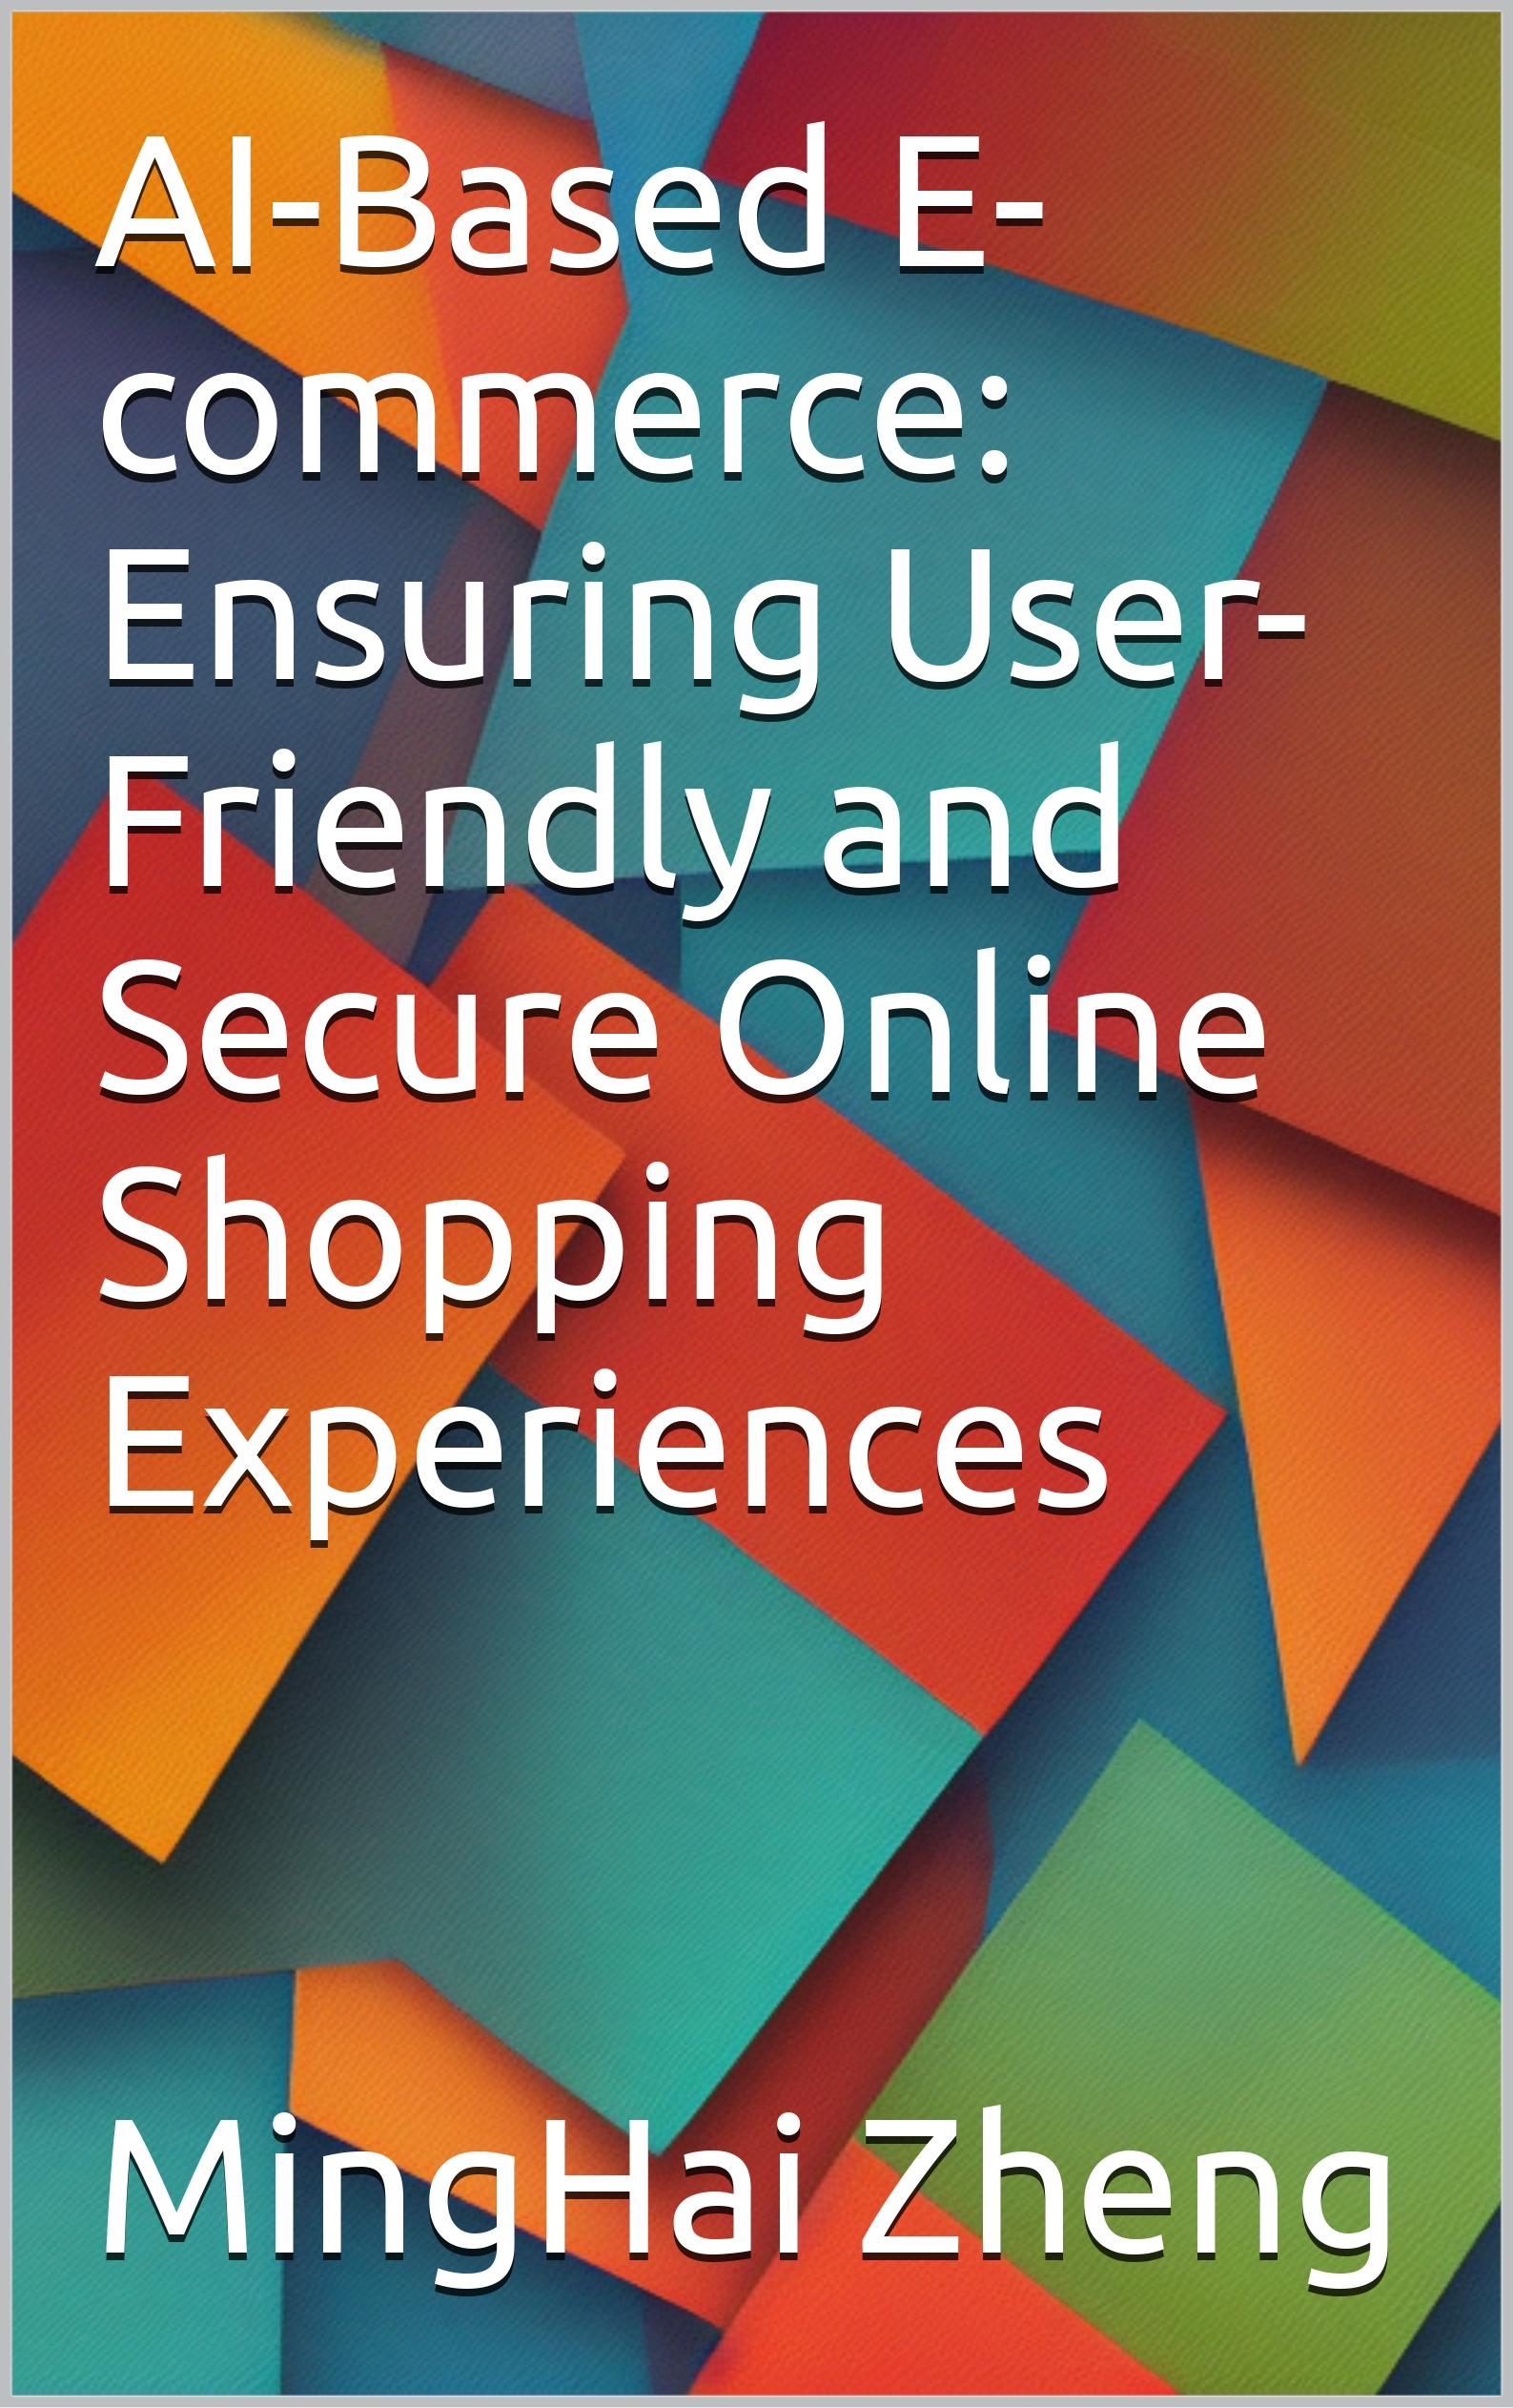 AI-Based E-
commerce:
Ensuring User-
Friendly and
Secure Online
Shopping
Experiences
MingHai Zheng